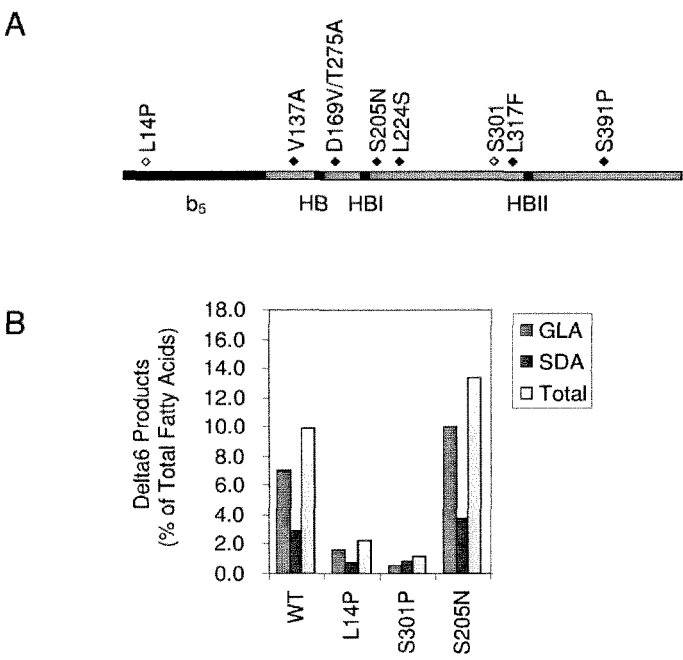 A
L14P
V137A
D169V/T275A
S205N
L224S
S301
L317F
S391P
b5
HB
HBI
HBII
B
Delta6 Products
(% of Total Fatty Acids)
18.0
16.0
14.0
12.0
10.0
8.0
6.0
4.0
2.0
0.0
WT
L14P
S301P
S205N
GLA
SDA
Total